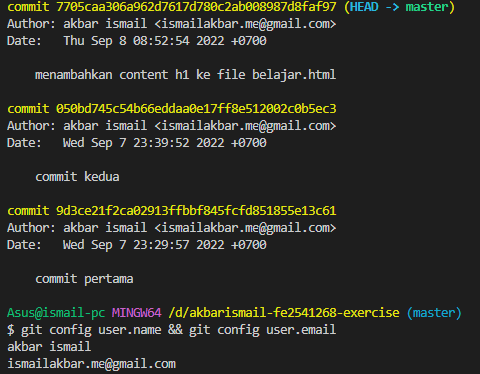 commit 7705caa306a962d7617d780c2ab008987d8faf97 (HEAD -> master)
Author: akbar ismail <ismailakbar.me@gmail.com>
Date:   Thu Sep 8 08:52:54 2022 +0700
menambahkan content h1 ke file belajar.html
commit 050bd745c54b66eddaa0e17ff8e512002c0b5ec3
Author: akbar ismail <ismailakbar.me@gmail.com>
Date:   Wed Sep 7 23:39:52 2022 +0700
commit kedua
commit 9d3ce21f2ca02913ffbbf845fcfd851855e13c61
Author: akbar ismail <ismailakbar.me@gmail.com>
Date:   Wed Sep 7 23:29:57 2022 +0700
commit pertama
Asus@ismail-pc MINGW64 /d/akbarismail-fe2541268-exercise (master)
$ git config user.name && git config user.email
akbar ismail
ismailakbar.me@gmail.com